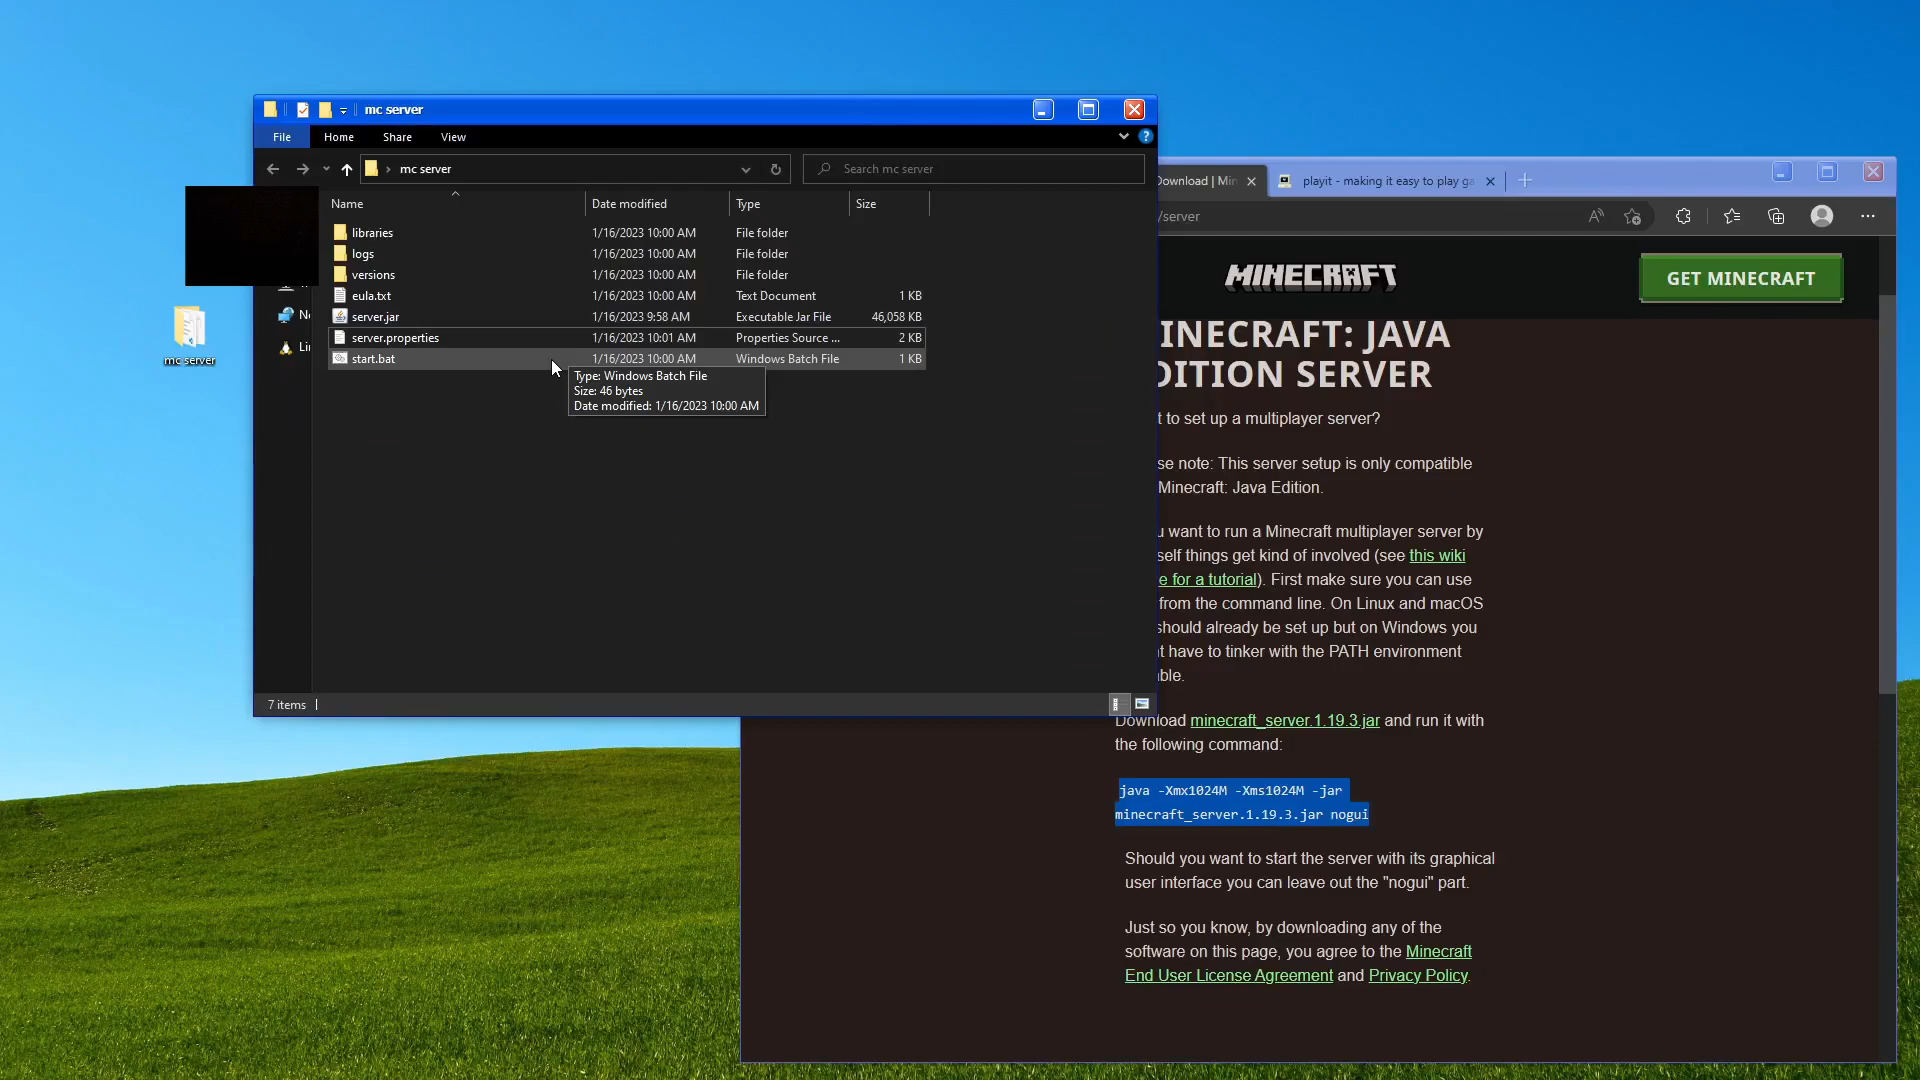 mc server
File
Home
Share
View
mc server
Search mc server
Name
Date modified
Type
Size
libraries
1/16/2023 10:00 AM
File folder
logs
1/16/2023 10:00 AM
File folder
versions
1/16/2023 10:00 AM
File folder
eula.txt
1/16/2023 10:00 AM
Text Document
1 KB
server.jar
1/16/2023 9:58 AM
Executable Jar File
46,058 KB
server.properties
1/16/2023 10:01 AM
Properties Source ...
2 KB
start.bat
1/16/2023 10:00 AM
Windows Batch File
1 KB
Type: Windows Batch File
Size: 46 bytes
Date modified: 1/16/2023 10:00 AM
7 items
mc server
Download | Min
playit - making it easy to play ga
/server
MINECRAFT
GET MINECRAFT
INECRAFT: JAVA
DITION SERVER
t to set up a multiplayer server?
se note: This server setup is only compatible
Minecraft: Java Edition.
u want to run a Minecraft multiplayer server by
self things get kind of involved (see this wiki
e for a tutorial). First make sure you can use
from the command line. On Linux and macOS
should already be set up but on Windows you
t have to tinker with the PATH environment
able.
Download minecraft_server.1.19.3.jar and run it with
the following command:
java -Xmx1024M -Xms1024M -jar
minecraft_server.1.19.3.jar nogui
Should you want to start the server with its graphical
user interface you can leave out the "nogui" part.
Just so you know, by downloading any of the
software on this page, you agree to the Minecraft
End User License Agreement and Privacy Policy.